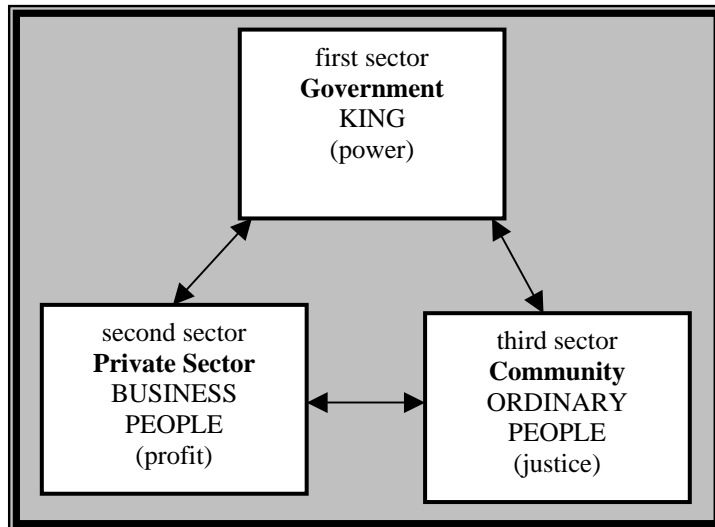 first sector
Government
KING
(power)
second sector
Private Sector
BUSINESS
PEOPLE
(profit)
third sector
Community
ORDINARY
PEOPLE
(justice)